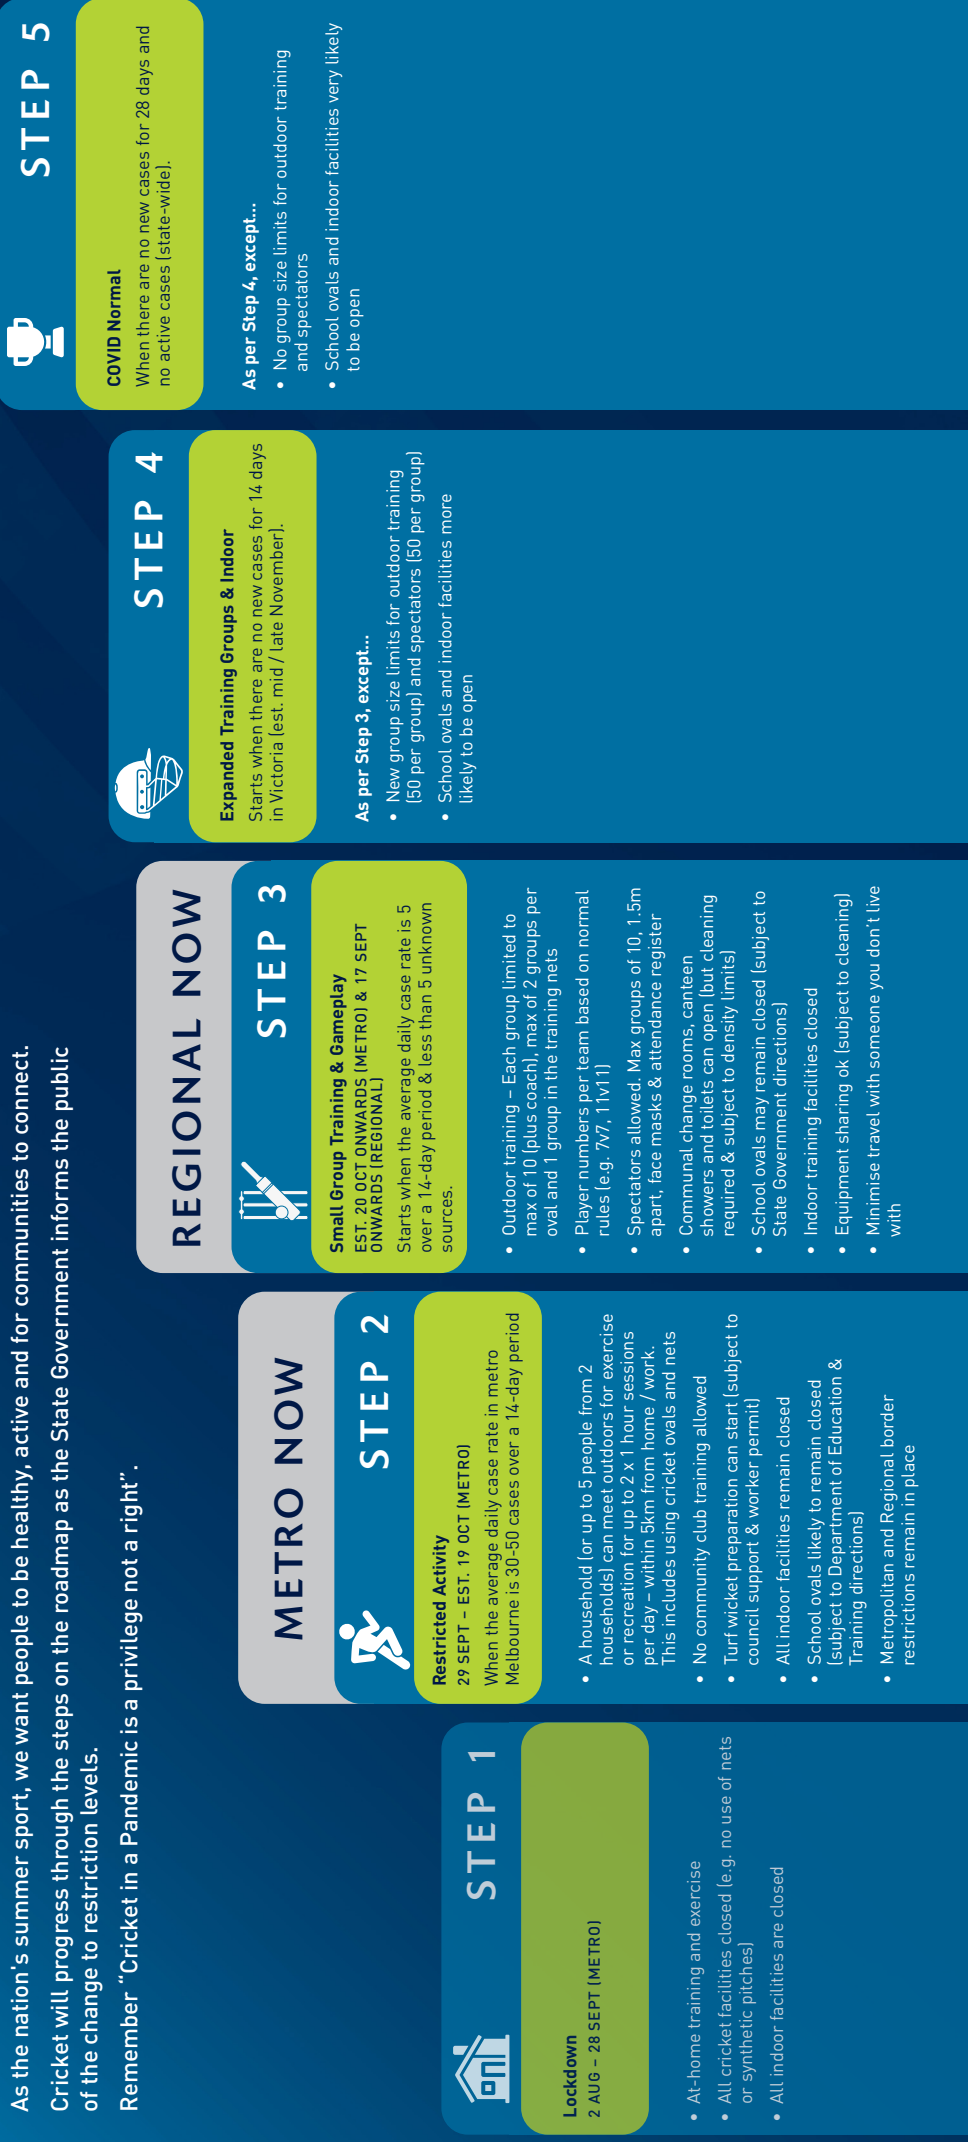 As the nation's summer sport, we want people to be healthy, active and for communities to connect.
Cricket will progress through the steps on the roadmap as the State Government informs the public
of the change to restriction levels.
Remember “Cricket in a Pandemic is a privilege not a right”.
STEP 1
Lockdown
2 AUG – 28 SEPT (METRO)
• At-home training and exercise
• All cricket facilities closed (e.g. no use of nets
or synthetic pitches)
• All indoor facilities are closed
METRO NOW
STEP 2
Restricted Activity
29 SEPT – EST. 19 OCT (METRO)
When the average daily case rate in metro
Melbourne is 30-50 cases over a 14-day period
• A household (or up to 5 people from 2
households) can meet outdoors for exercise
or recreation for up to 2 x 1 hour sessions
per day – within 5km from home / work.
This includes using cricket ovals and nets
• No community club training allowed
• Turf wicket preparation can start (subject to
council support & worker permit)
• All indoor facilities remain closed
• School ovals likely to remain closed
(subject to Department of Education &
Training directions)
• Metropolitan and Regional border
restrictions remain in place
REGIONAL NOW
STEP 3
Small Group Training & Gameplay
EST. 20 OCT ONWARDS (METRO) & 17 SEPT
ONWARDS (REGIONAL)
Starts when the average daily case rate is 5
over a 14-day period & less than 5 unknown
sources.
• Outdoor training – Each group limited to
max of 10 (plus coach), max of 2 groups per
oval and 1 group in the training nets
• Player numbers per team based on normal
rules (e.g. 7v7, 11v11)
• Spectators allowed. Max groups of 10, 1.5m
apart, face masks & attendance register
• Communal change rooms, canteen
showers and toilets can open (but cleaning
required & subject to density limits)
• School ovals may remain closed (subject to
State Government directions)
• Indoor training facilities closed
• Equipment sharing ok (subject to cleaning)
• Minimise travel with someone you don't live
with
STEP 4
Expanded Training Groups & Indoor
Starts when there are no new cases for 14 days
in Victoria (est. mid / late November).
As per Step 3, except...
• New group size limits for outdoor training
(50 per group) and spectators (50 per group)
• School ovals and indoor facilities more
likely to be open
STEP 5
COVID Normal
When there are no new cases for 28 days and
no active cases (state-wide).
As per Step 4, except...
• No group size limits for outdoor training
and spectators
• School ovals and indoor facilities very likely
to be open